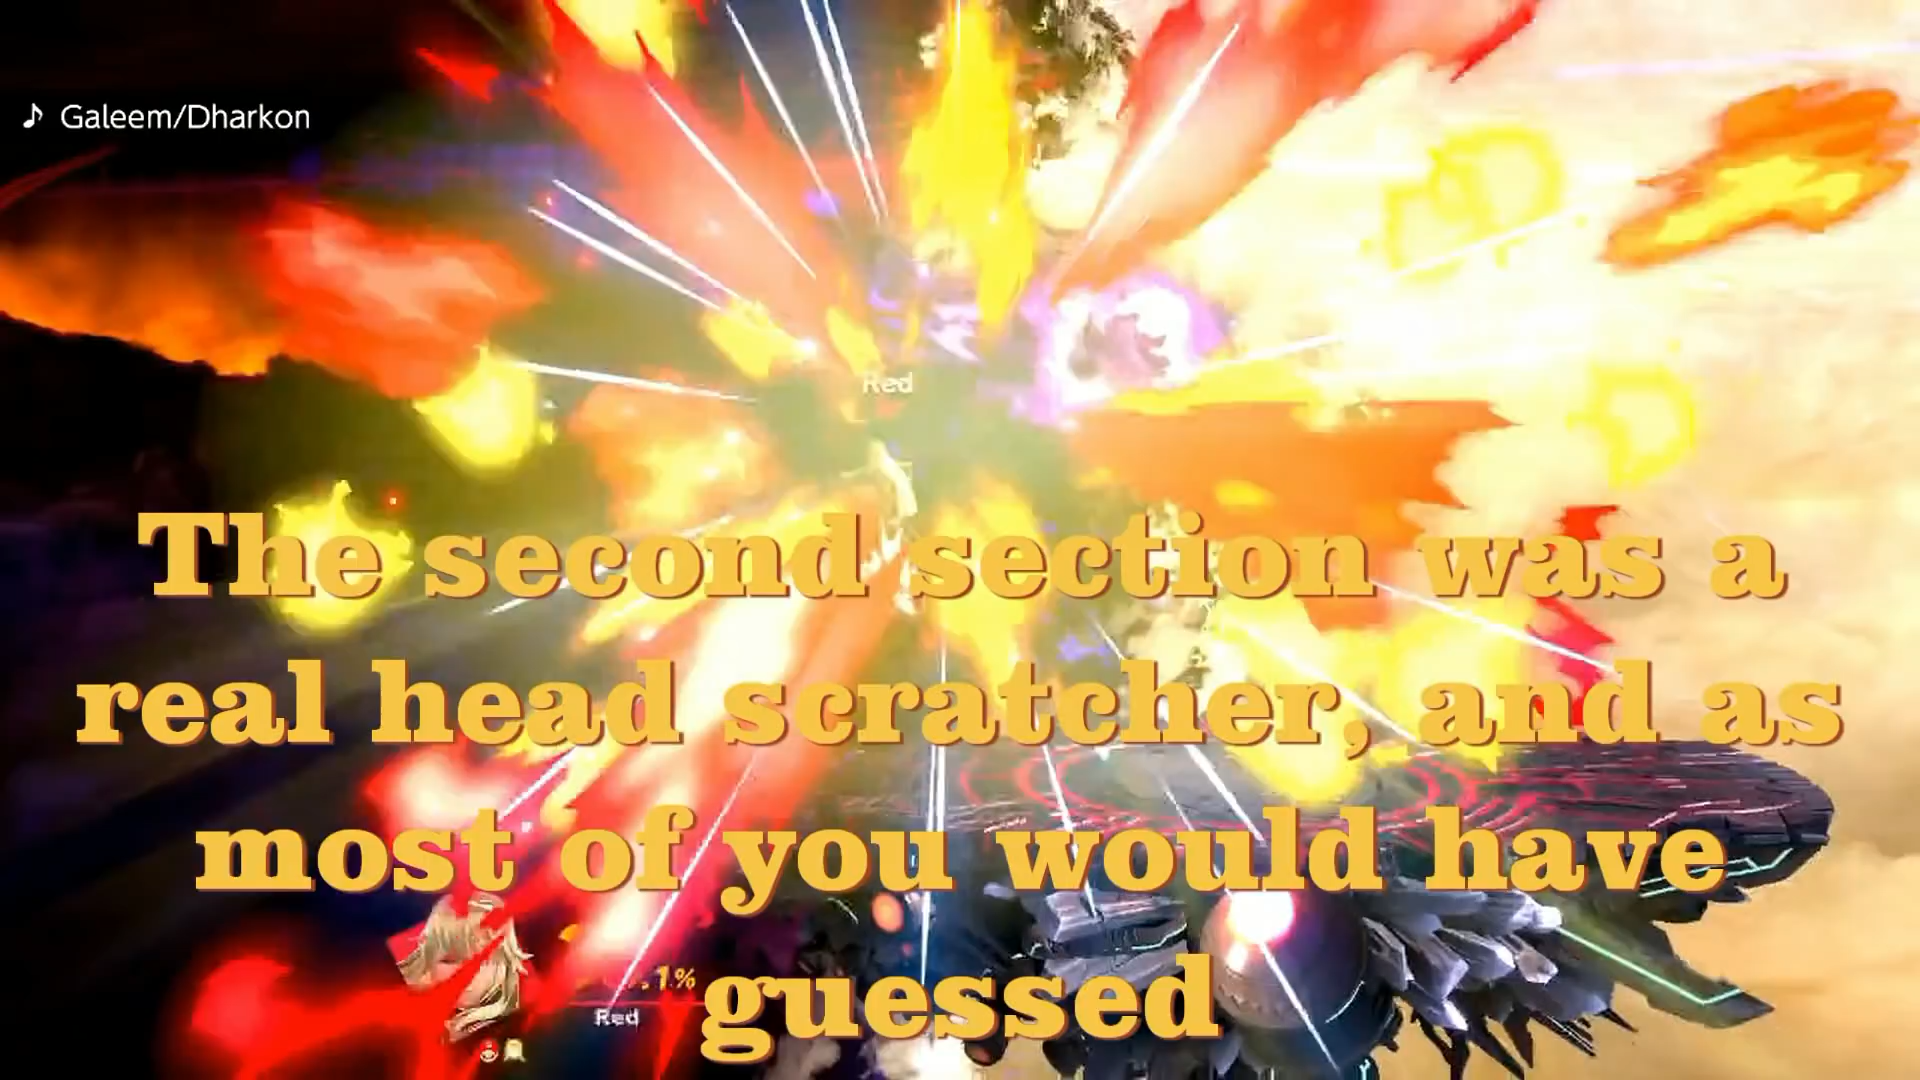 ♪ Galeem/Dharkon
Red
The second section was a
real head scratcher, and as
most of you would have
guessed
.1%
Red